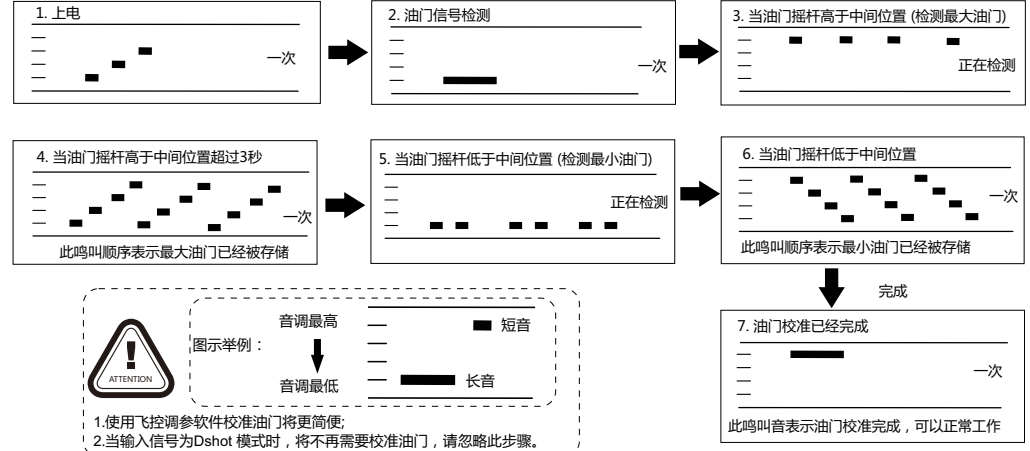 1. 上电
一次
2. 油门信号检测
一次
3. 当油门摇杆高于中间位置 (检测最大油门)
正在检测
4. 当油门摇杆高于中间位置超过3秒
一次
此鸣叫顺序表示最大油门已经被存储
5. 当油门摇杆低于中间位置 (检测最小油门)
正在检测
6. 当油门摇杆低于中间位置
一次
此鸣叫顺序表示最小油门已经被存储
完成
7. 油门校准已经完成
一次
此鸣叫音表示油门校准完成，可以正常工作
ATTENTION
图示举例：
音调最高
音调最低
短音
长音
1.使用飞控调参软件校准油门将更简便;
2.当输入信号为Dshot 模式时，将不再需要校准油门，请忽略此步骤。